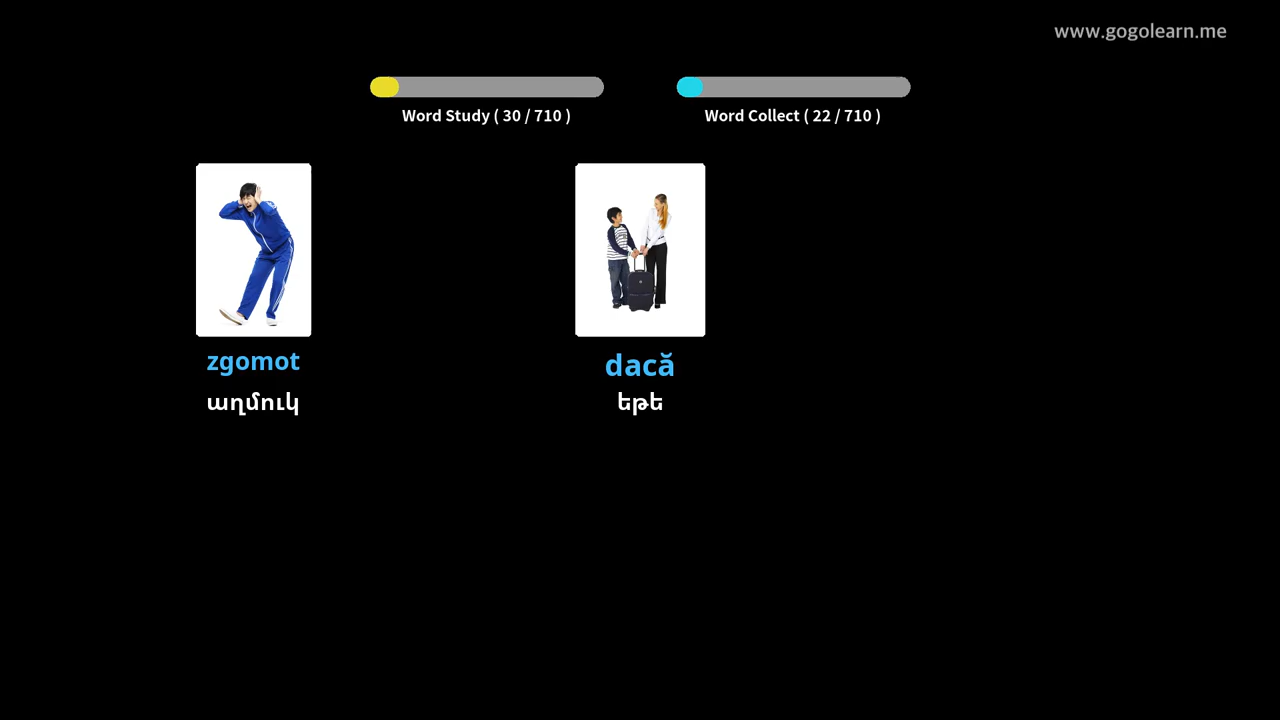 www.gogolearn.me
Word Study ( 30 / 710 )
Word Collect ( 22 / 710 )
zgomot
աղմուկ
dacă
եթե